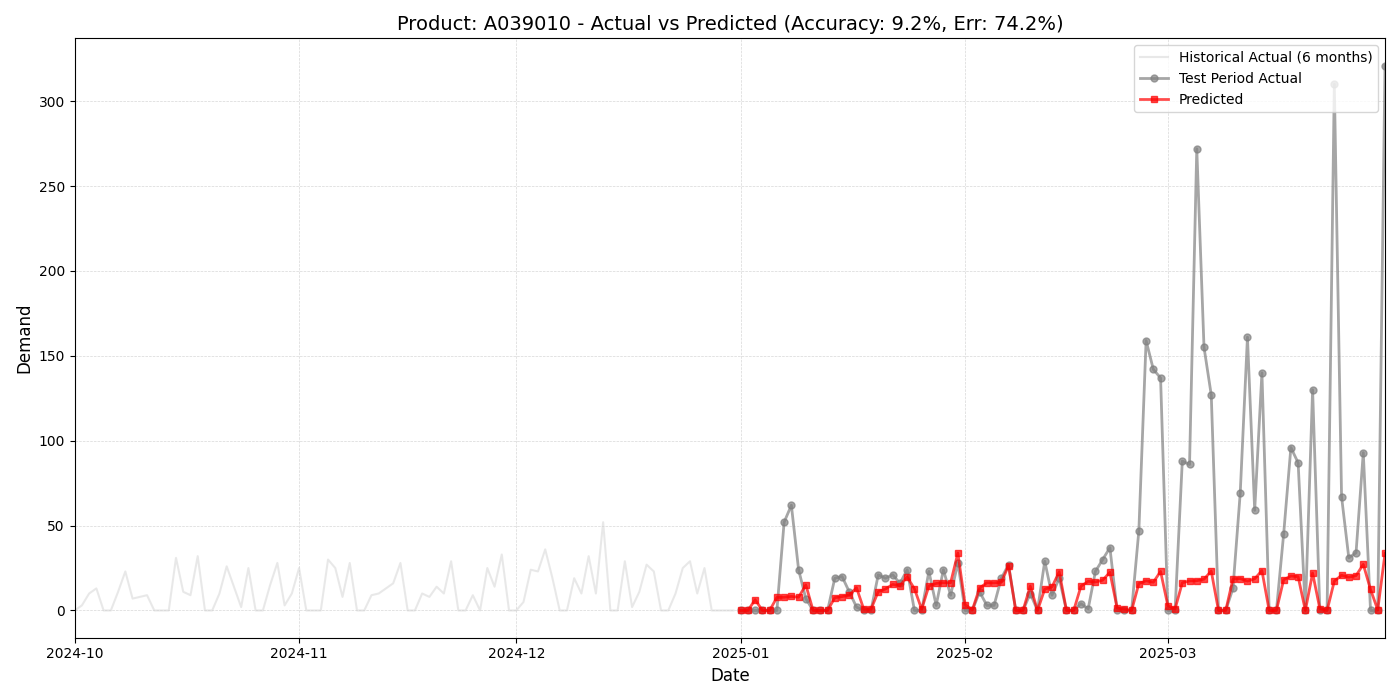 Product: A039010 - Actual vs Predicted (Accuracy: 9.2%, Err: 74.2%)
Historical Actual (6 months)
Test Period Actual
Predicted
300
250
200
150
100
50
0
Demand
2024-10
2024-11
2024-12
2025-01
2025-02
2025-03
Date